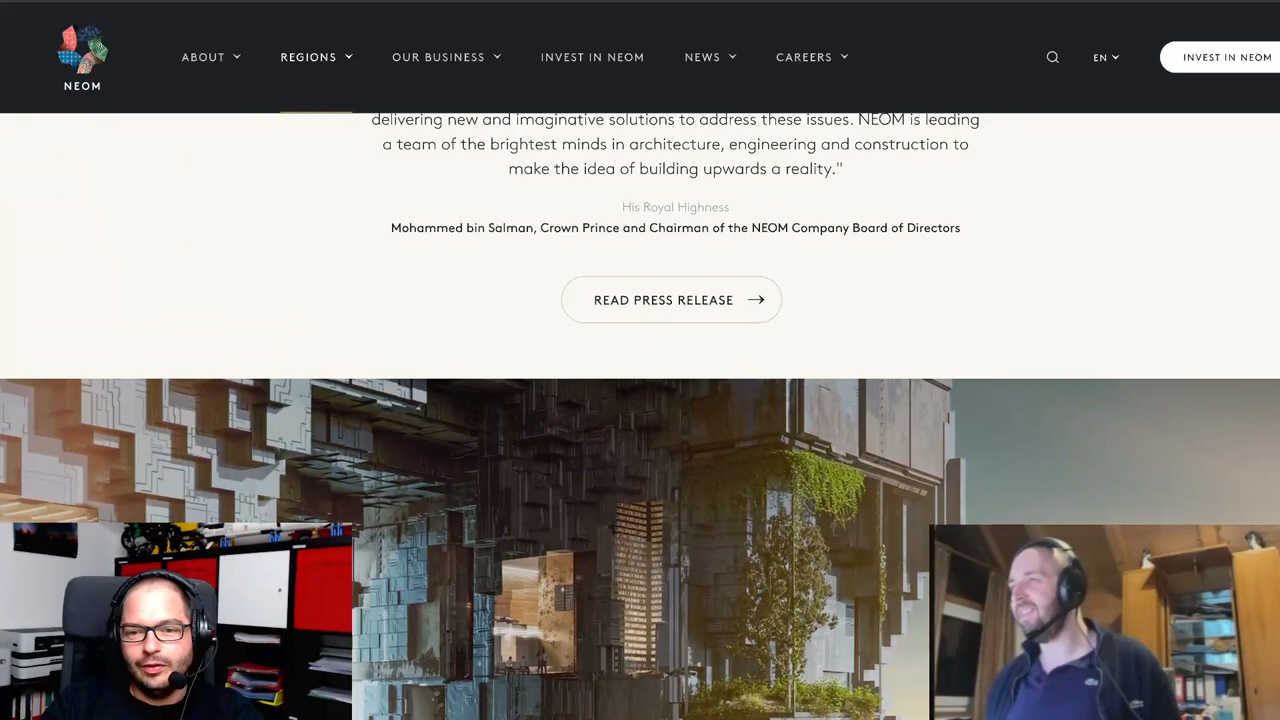 NEOM
ABOUT
REGIONS
OUR BUSINESS
INVEST IN NEOM
NEWS
CAREERS
EN
INVEST IN NEOM
delivering new and imaginative solutions to address these issues. NEOM is leading
a team of the brightest minds in architecture, engineering and construction to
make the idea of building upwards a reality."
His Royal Highness
Mohammed bin Salman, Crown Prince and Chairman of the NEOM Company Board of Directors
READ PRESS RELEASE